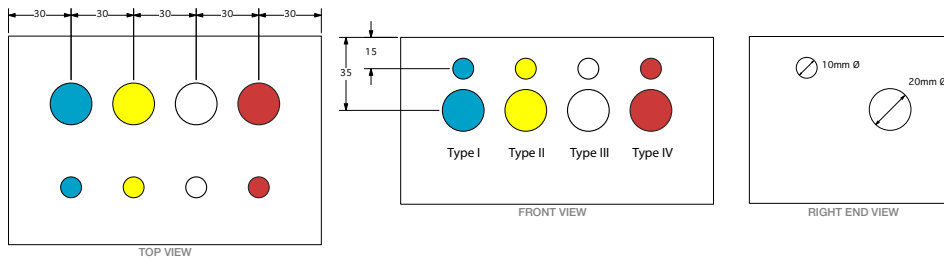 30 30 30 30 30
TOP VIEW
15
35
Type I Type II Type III Type IV
FRONT VIEW
10mm Ø
20mm Ø
RIGHT END VIEW